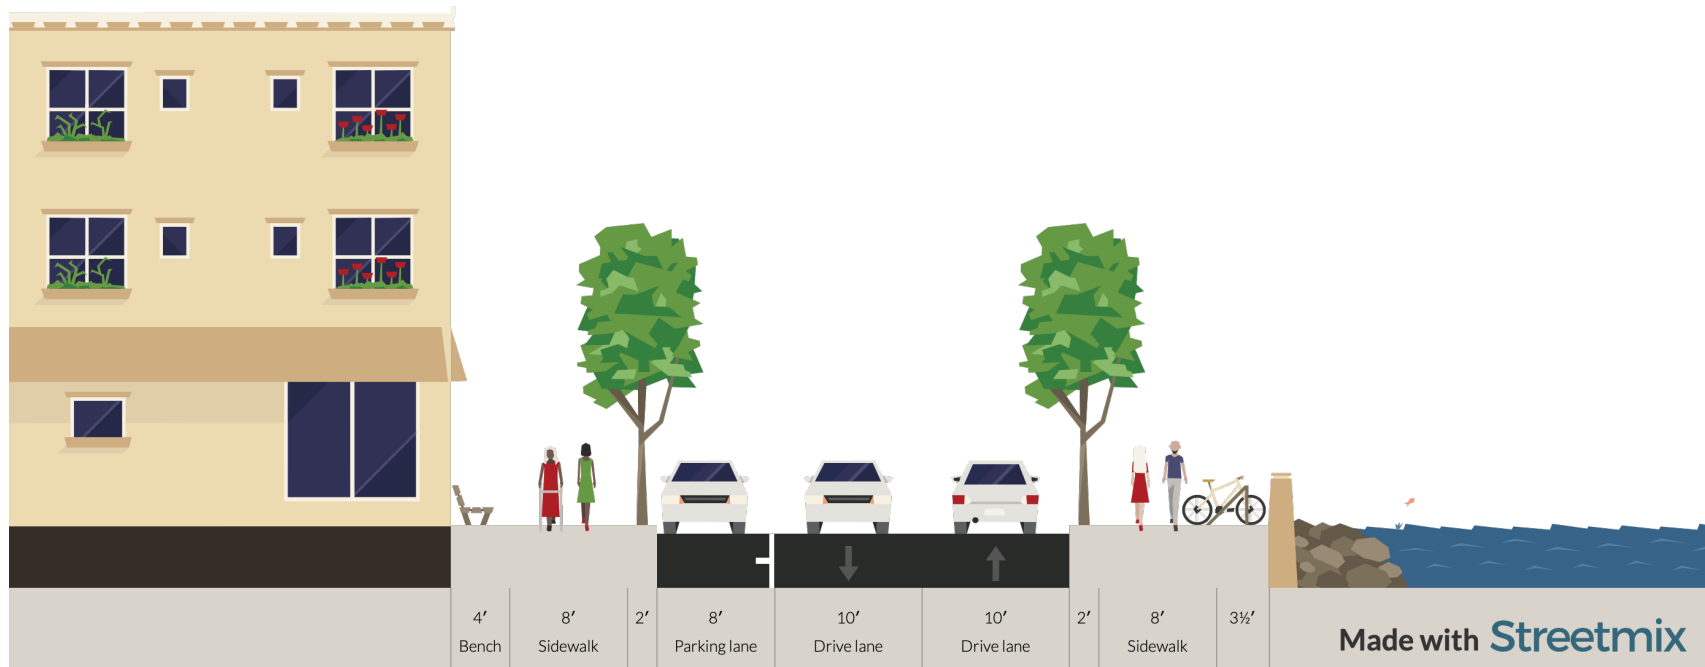 4′ 8′ 2′ 8′ 10′ 10′ 2′ 8′ 3½′
Bench Sidewalk Parking lane Drive lane Drive lane Sidewalk
Made with Streetmix